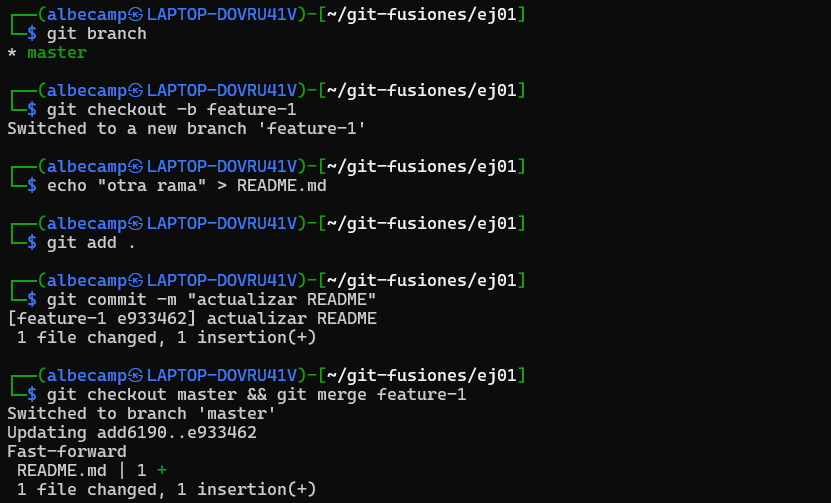 ┌──(albecamp㉿LAPTOP-DOVRU41V)-[~/git-fusiones/ej01]
└─$ git branch
* master
┌──(albecamp㉿LAPTOP-DOVRU41V)-[~/git-fusiones/ej01]
└─$ git checkout -b feature-1
Switched to a new branch 'feature-1'
┌──(albecamp㉿LAPTOP-DOVRU41V)-[~/git-fusiones/ej01]
└─$ echo "otra rama" > README.md
┌──(albecamp㉿LAPTOP-DOVRU41V)-[~/git-fusiones/ej01]
└─$ git add .
┌──(albecamp㉿LAPTOP-DOVRU41V)-[~/git-fusiones/ej01]
└─$ git commit -m "actualizar README"
[feature-1 e933462] actualizar README
 1 file changed, 1 insertion(+)
┌──(albecamp㉿LAPTOP-DOVRU41V)-[~/git-fusiones/ej01]
└─$ git checkout master && git merge feature-1
Switched to branch 'master'
Updating add6190..e933462
Fast-forward
 README.md | 1 +
 1 file changed, 1 insertion(+)